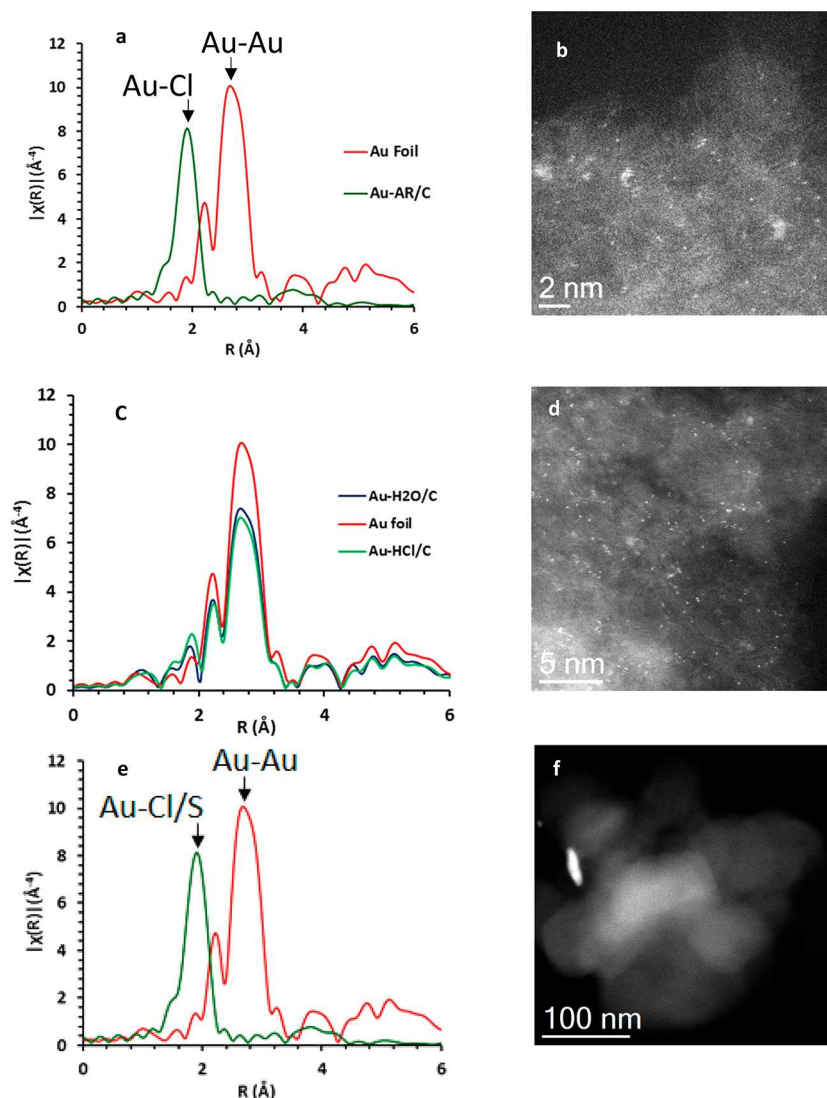 a
Au-Au
Au-Cl
12
10
8
6
4
2
0
|χ(R)| (Å⁻⁴)
Au Foil
Au-AR/C
0 2 4 6
R (Å)
b
2 nm
C
12
10
8
6
4
2
0
|χ(R)| (Å⁻⁴)
Au-H2O/C
Au foil
Au-HCl/C
0 2 4 6
R (Å)
d
5 nm
e
Au-Au
Au-Cl/S
12
10
8
6
4
2
0
|χ(R)| (Å⁻⁴)
0 2 4 6
R (Å)
f
100 nm